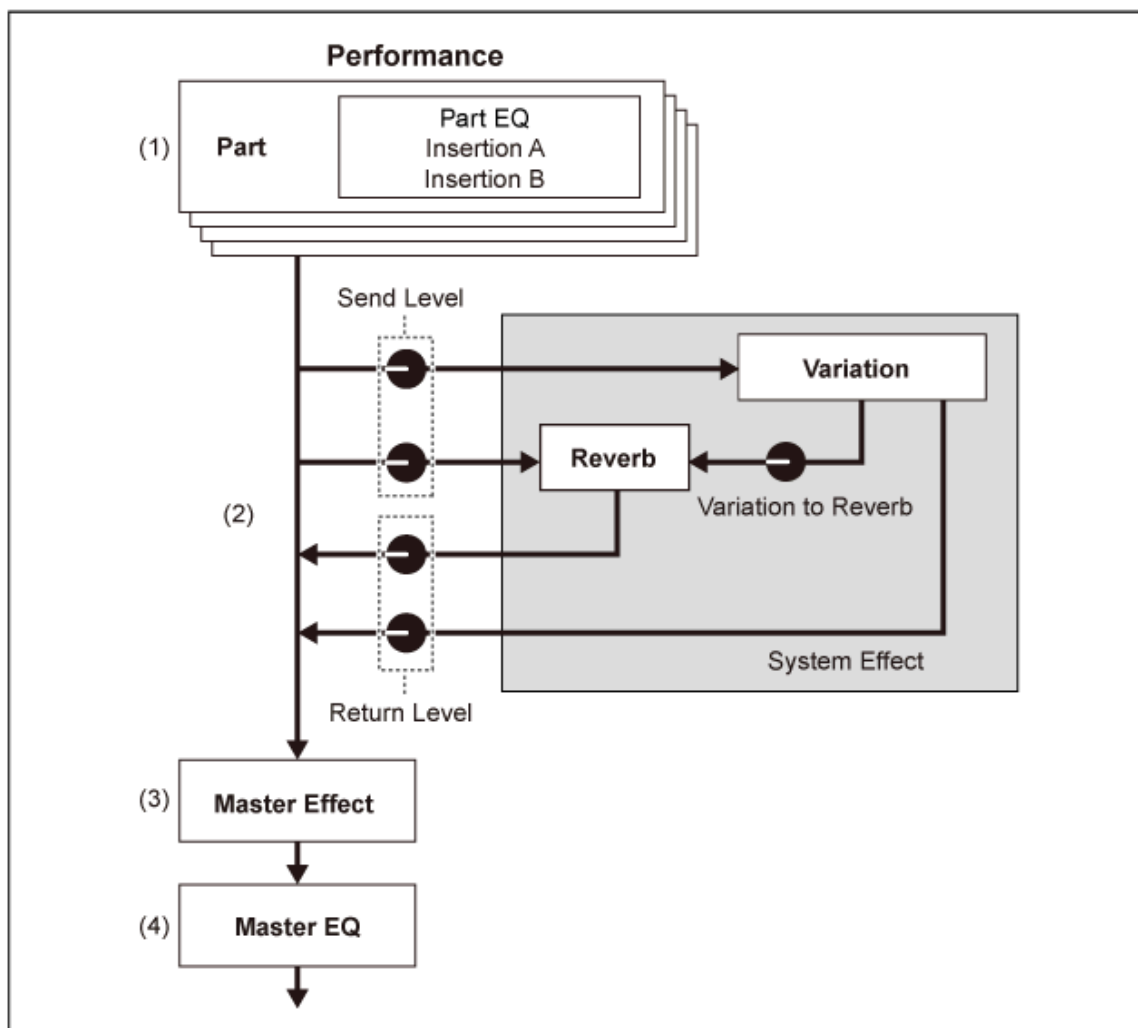 Performance
(1)
Part
Part EQ
Insertion A
Insertion B
Send Level
Variation
Reverb
Variation to Reverb
(2)
System Effect
Return Level
(3)
Master Effect
(4)
Master EQ